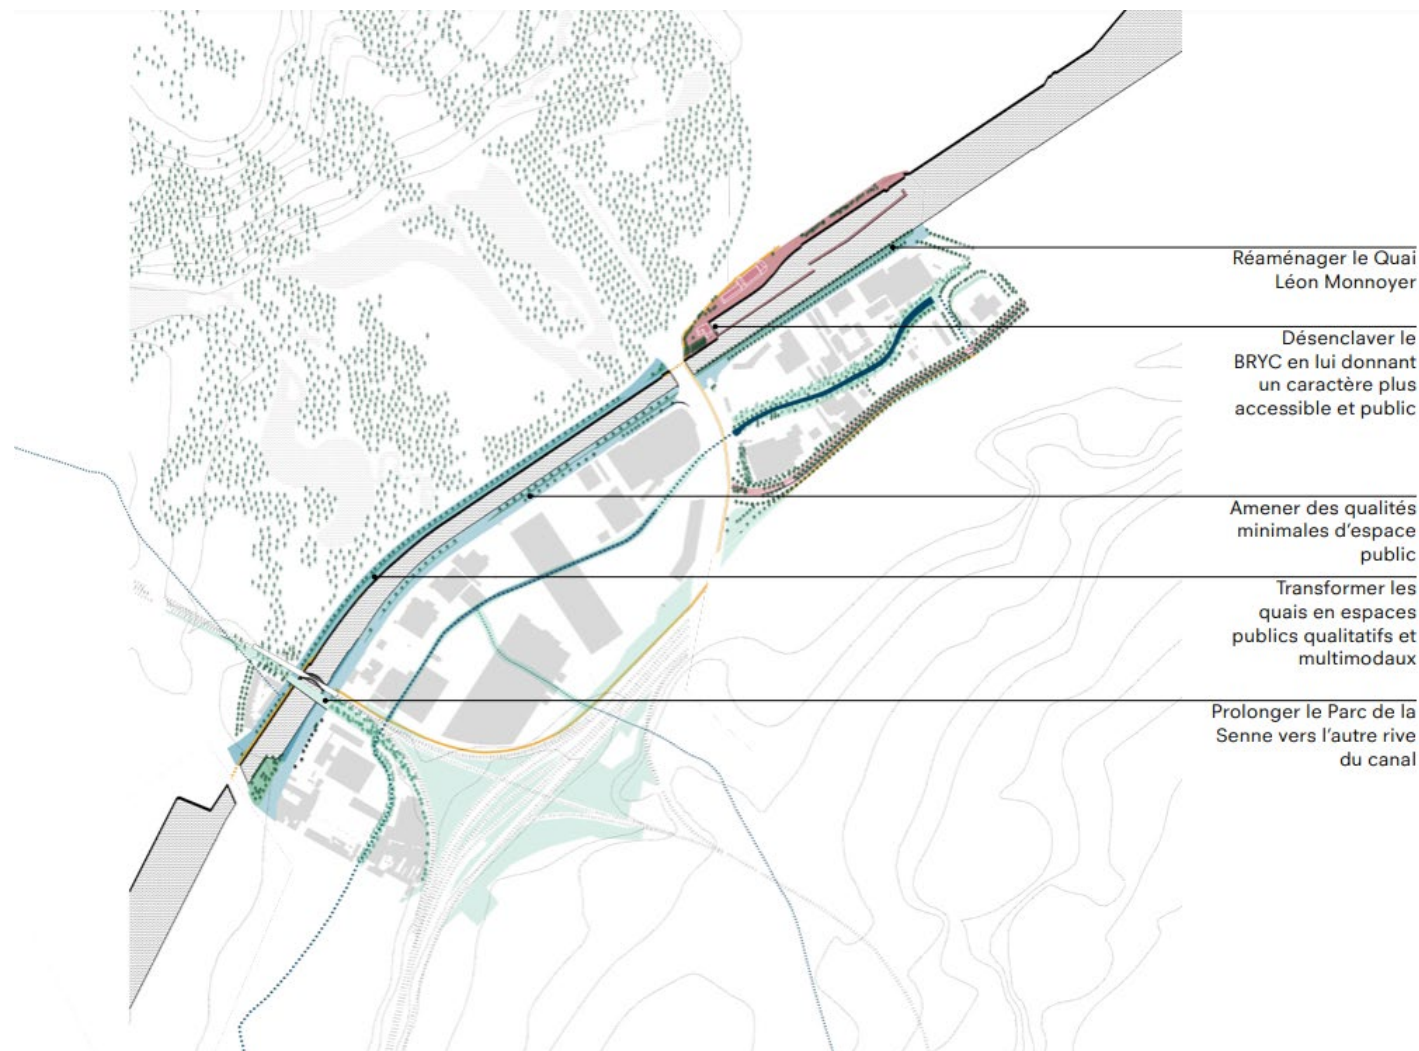 Réaménager le Quai
Léon Monnoyer
Désenclaver le
BRYC en lui donnant
un caractère plus
accessible et public
Amener des qualités
minimales d'espace
public
Transformer les
quais en espaces
publics qualitatifs et
multimodaux
Prolonger le Parc de la
Senne vers l'autre rive
du canal